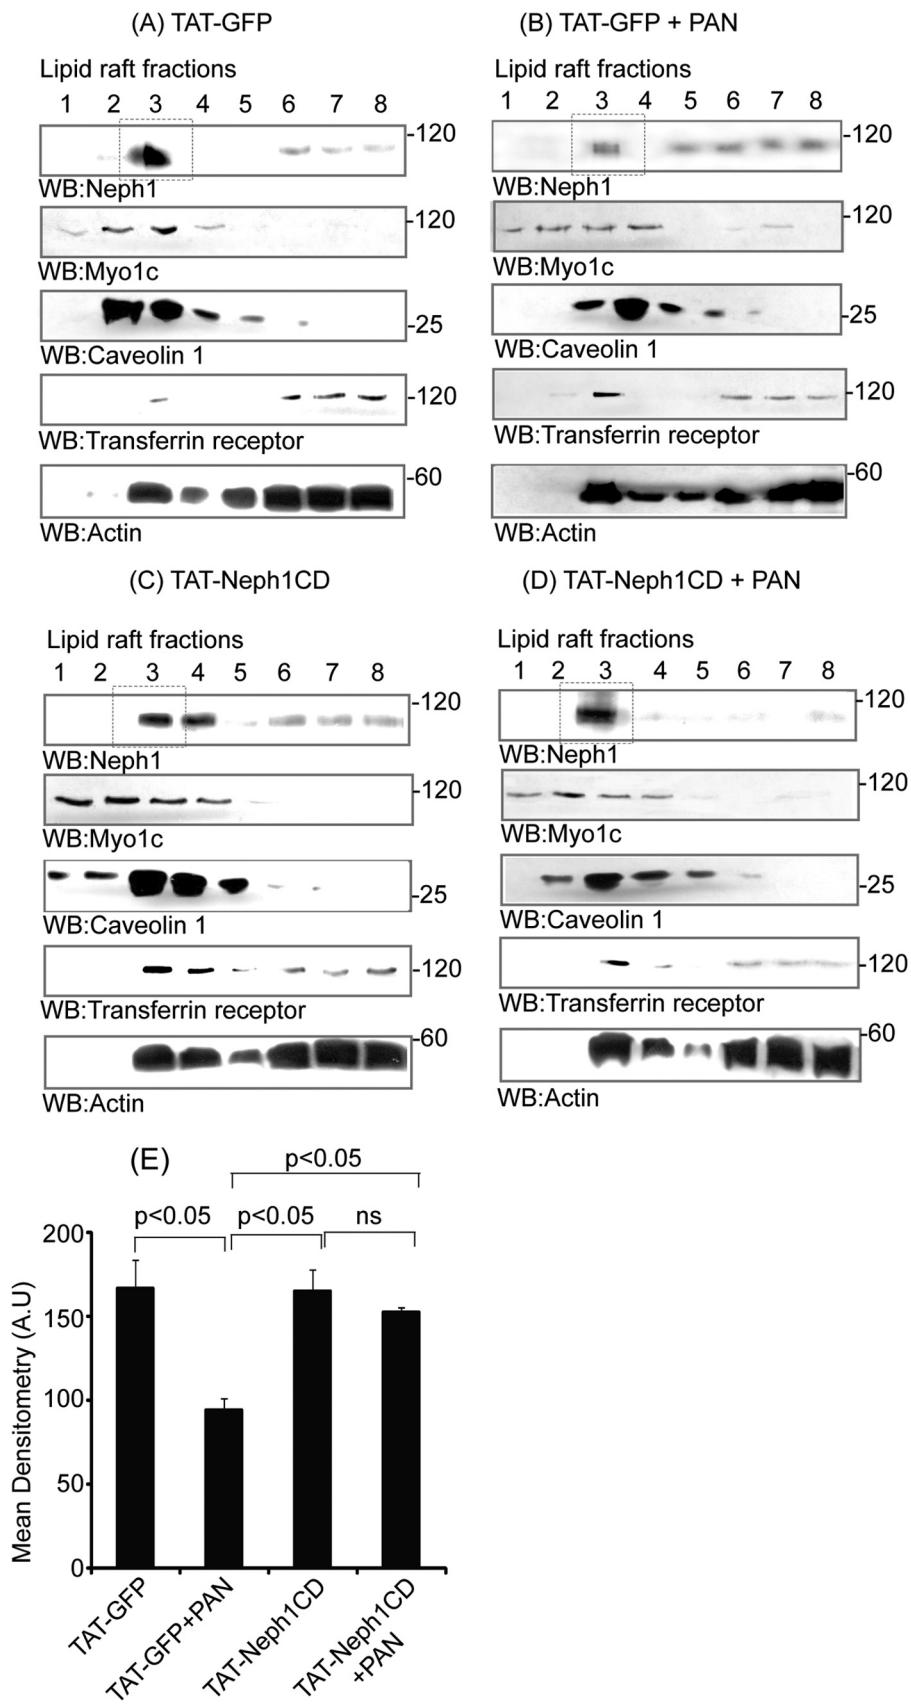 (A) TAT-GFP
Lipid raft fractions
1 2 3 4 5 6 7 8
-120
WB:Neph1
-120
WB:Myo1c
-25
WB:Caveolin 1
-120
WB:Transferrin receptor
-60
WB:Actin
(B) TAT-GFP + PAN
Lipid raft fractions
1 2 3 4 5 6 7 8
-120
WB:Neph1
-120
WB:Myo1c
-25
WB:Caveolin 1
-120
WB:Transferrin receptor
-60
WB:Actin
(C) TAT-Neph1CD
Lipid raft fractions
1 2 3 4 5 6 7 8
-120
WB:Neph1
-120
WB:Myo1c
-25
WB:Caveolin 1
-120
WB:Transferrin receptor
-60
WB:Actin
(D) TAT-Neph1CD + PAN
Lipid raft fractions
1 2 3 4 5 6 7 8
-120
WB:Neph1
-120
WB:Myo1c
-25
WB:Caveolin 1
-120
WB:Transferrin receptor
-60
WB:Actin
(E)
p<0.05
p<0.05 p<0.05 ns
Mean Densitometry (A.U)
200
150
100
50
0
TAT-GFP
TAT-GFP+PAN
TAT-Neph1CD
TAT-Neph1CD
+PAN